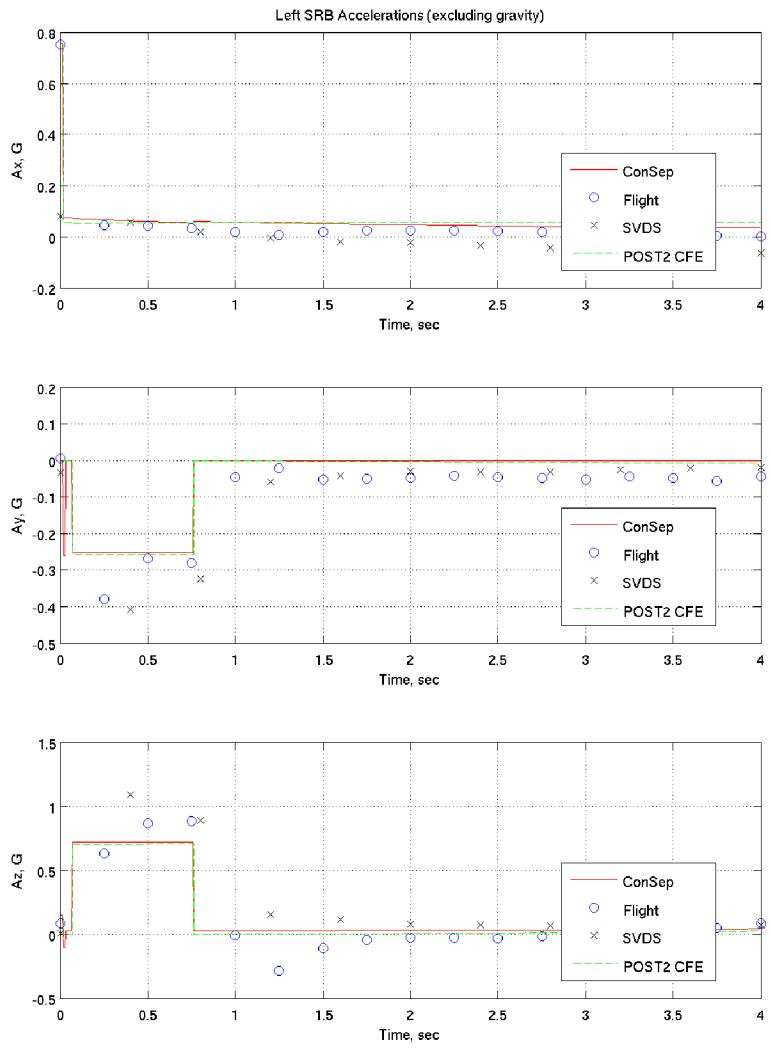 Left SRB Accelerations (excluding gravity)
0.8
0.6
0.4
0.2
0
-0.2
Ax, G
ConSep
Flight
SVDS
POST2 CFE
0 0.5 1 1.5 2 2.5 3 3.5 4
Time, sec
0.2
0.1
0
-0.1
-0.2
-0.3
-0.4
-0.5
Ay, G
ConSep
Flight
SVDS
POST2 CFE
0 0.5 1 1.5 2 2.5 3 3.5 4
Time, sec
1.5
1
0.5
0
-0.5
Az, G
ConSep
Flight
SVDS
POST2 CFE
0 0.5 1 1.5 2 2.5 3 3.5 4
Time, sec